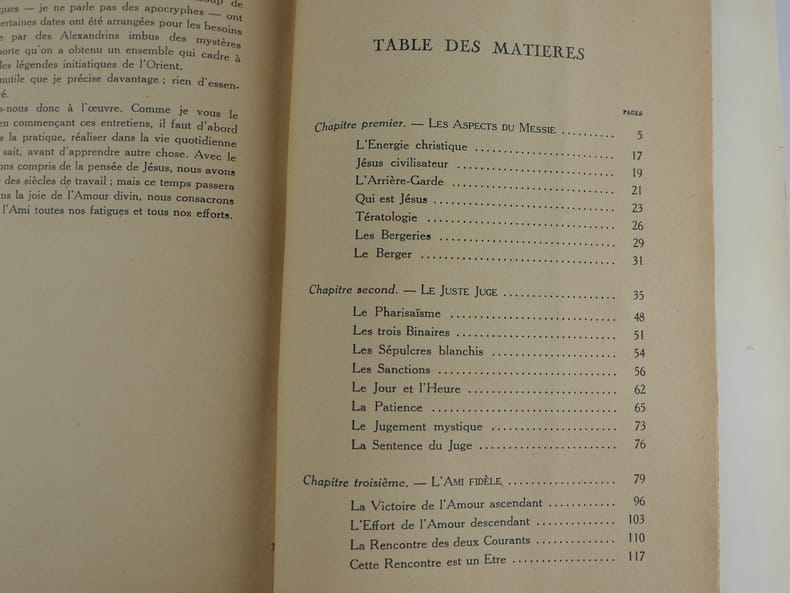 de
ques — je ne parle pas des apocryphes — ont
certaines dates ont été arrangées pour les besoins
e par des Alexandrins imbus des mystères
porte qu'on a obtenu un ensemble qui cadre à
les légendes initiatiques de l'Orient.
inutile que je précise davantage ; rien d'essen-
é.
s-nous donc à l'œuvre. Comme je vous le
en commençant ces entretiens, il faut d'abord
s la pratique, réaliser dans la vie quotidienne
sait, avant d'apprendre autre chose. Avec le
ons compris de la pensée de Jésus, nous avons
des siècles de travail ; mais ce temps passera
ns la joie de l'Amour divin, nous consacrons
l'Ami toutes nos fatigues et tous nos efforts.
TABLE DES MATIERES
PAGES
Chapitre premier. — LES ASPECTS DU MESSIE .......... 5
L'Energie christique .......... 17
Jésus civilisateur .......... 19
L'Arrière-Garde .......... 21
Qui est Jésus .......... 23
Tératologie .......... 26
Les Bergeries .......... 29
Le Berger .......... 31
Chapitre second. — LE JUSTE JUGE .......... 35
Le Pharisaïsme .......... 48
Les trois Binaires .......... 51
Les Sépulcres blanchis .......... 54
Les Sanctions .......... 56
Le Jour et l'Heure .......... 62
La Patience .......... 65
Le Jugement mystique .......... 73
La Sentence du Juge .......... 76
Chapitre troisième. — L'AMI FIDÈLE .......... 79
La Victoire de l'Amour ascendant .......... 96
L'Effort de l'Amour descendant .......... 103
La Rencontre des deux Courants .......... 110
Cette Rencontre est un Etre .......... 117